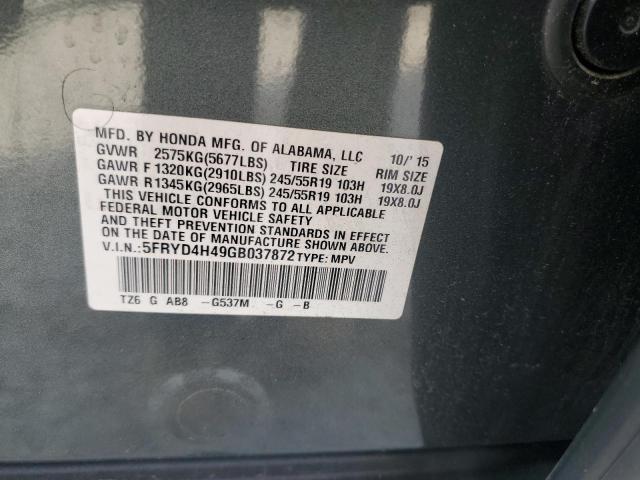 MFD. BY HONDA MFG. OF ALABAMA, LLC 10/'15
GVWR 2575KG(5677LBS) TIRE SIZE RIM SIZE
GAWR F 1320KG(2910LBS) 245/55R19 103H 19X8.0J
GAWR R 1345KG(2965LBS) 245/55R19 103H 19X8.0J
THIS VEHICLE CONFORMS TO ALL APPLICABLE
FEDERAL MOTOR VEHICLE SAFETY
AND THEFT PREVENTION STANDARDS IN EFFECT
ON THE DATE OF MANUFACTURE SHOWN ABOVE.
V.I.N.:5FRYD4H49GB037872 TYPE: MPV
TZ6 G AB8 -G537M -G -B